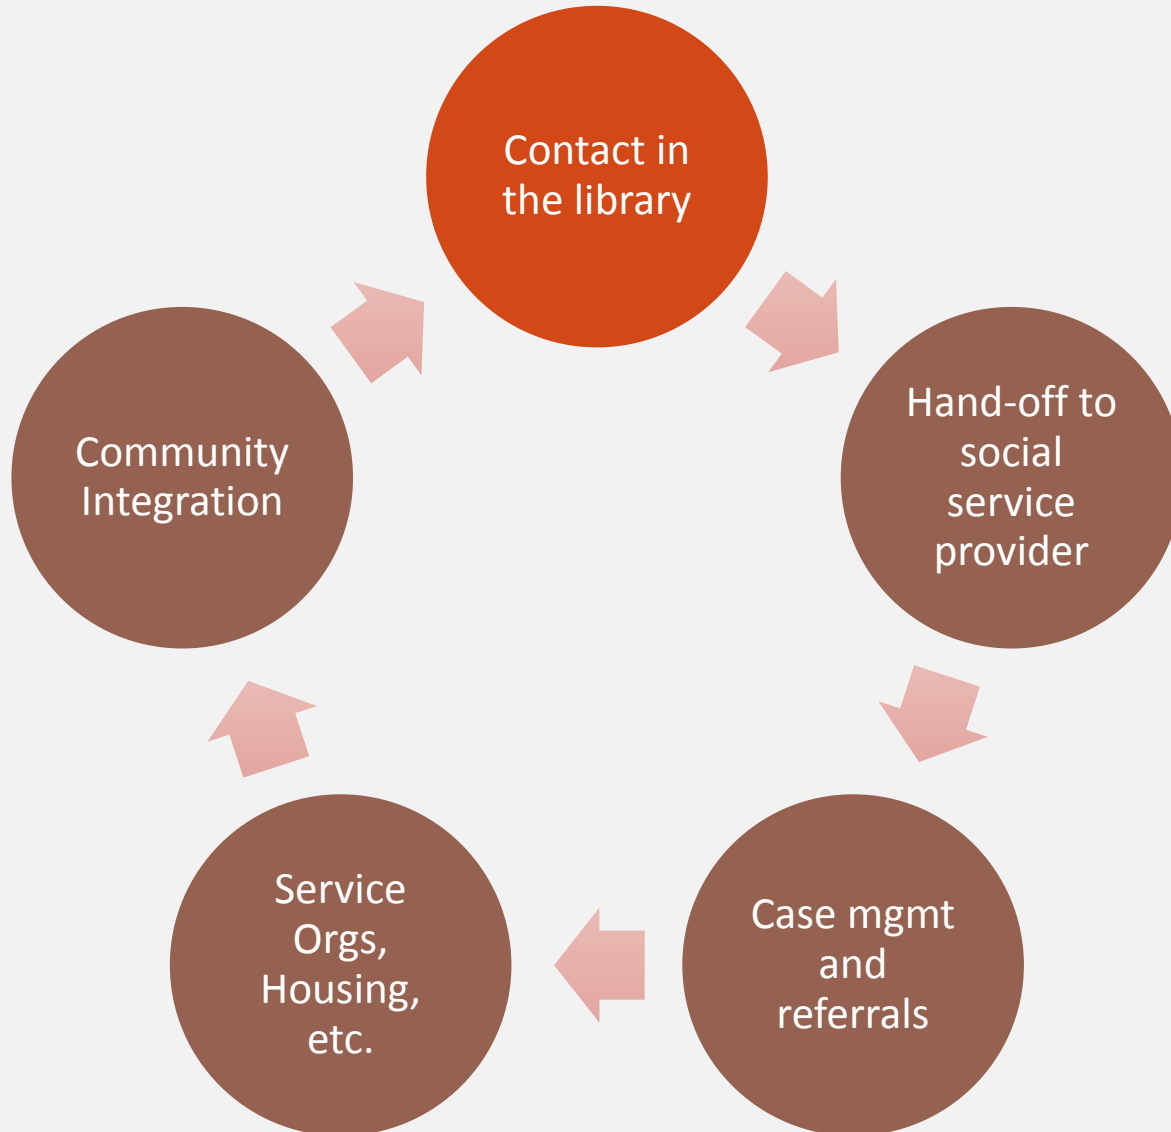 Contact in
the library
Hand-off to
social
service
provider
Case mgmt
and
referrals
Service
Orgs,
Housing,
etc.
Community
Integration